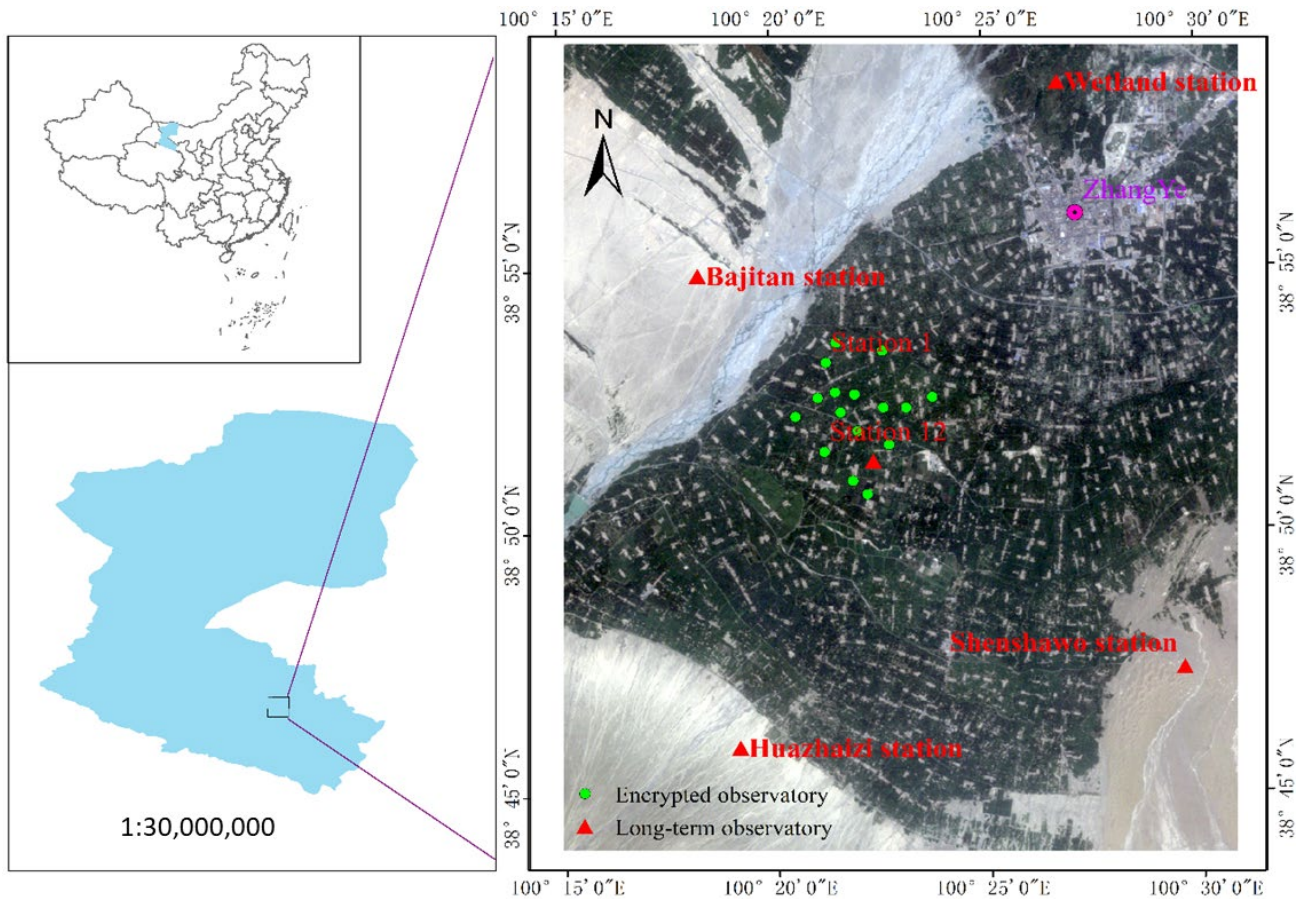 100° 15′ 0″E
100° 20′ 0″E
100° 25′ 0″E
100° 30′ 0″E
Wetland station
N
ZhangYe
38° 55′ 0″N
38° 55′ 0″N
Bajitan station
Station 1
Station 12
38° 50′ 0″N
38° 50′ 0″N
Shenshawo station
Huazhaizi station
38° 45′ 0″N
38° 45′ 0″N
Encrypted observatory
Long-term observatory
1:30,000,000
100° 15′ 0″E
100° 20′ 0″E
100° 25′ 0″E
100° 30′ 0″E